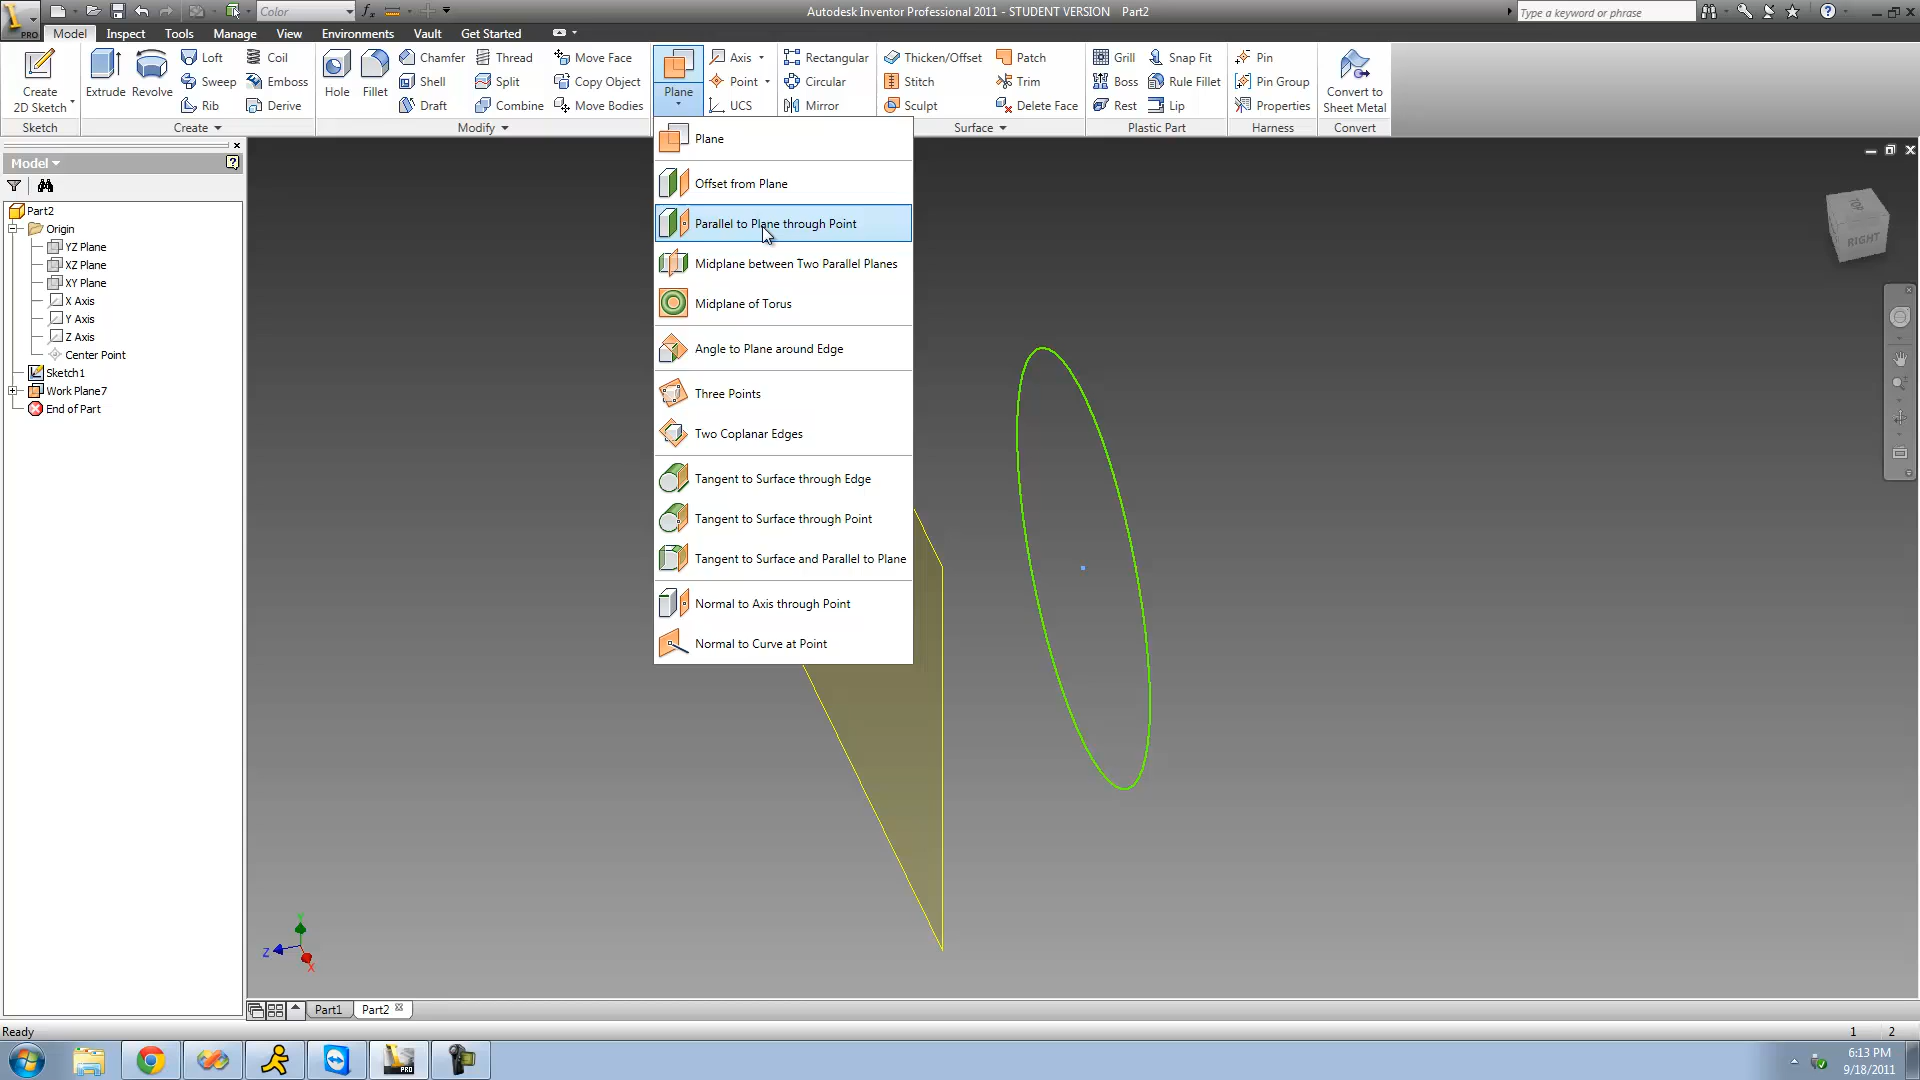 Color
Autodesk Inventor Professional 2011 - STUDENT VERSION Part2
Type a keyword or phrase
PRO
Model Inspect Tools Manage View Environments Vault Get Started
Create
2D Sketch
Sketch
Extrude
Revolve
Loft
Sweep
Rib
Coil
Emboss
Derive
Create
Hole
Fillet
Chamfer
Shell
Draft
Thread
Split
Combine
Move Face
Copy Object
Move Bodies
Modify
Plane
Axis
Point
UCS
Rectangular
Circular
Mirror
Thicken/Offset
Stitch
Sculpt
Patch
Trim
Delete Face
Surface
Grill
Boss
Rest
Snap Fit
Rule Fillet
Lip
Plastic Part
Pin
Pin Group
Properties
Harness
Convert to
Sheet Metal
Convert
Model
Part2
Origin
YZ Plane
XZ Plane
XY Plane
X Axis
Y Axis
Z Axis
Center Point
Sketch1
Work Plane7
End of Part
Plane
Offset from Plane
Parallel to Plane through Point
Midplane between Two Parallel Planes
Midplane of Torus
Angle to Plane around Edge
Three Points
Two Coplanar Edges
Tangent to Surface through Edge
Tangent to Surface through Point
Tangent to Surface and Parallel to Plane
Normal to Axis through Point
Normal to Curve at Point
TOP
RIGHT
Y
Z
X
Part1 Part2
Ready
1 2
PRO
6:13 PM
9/18/2011